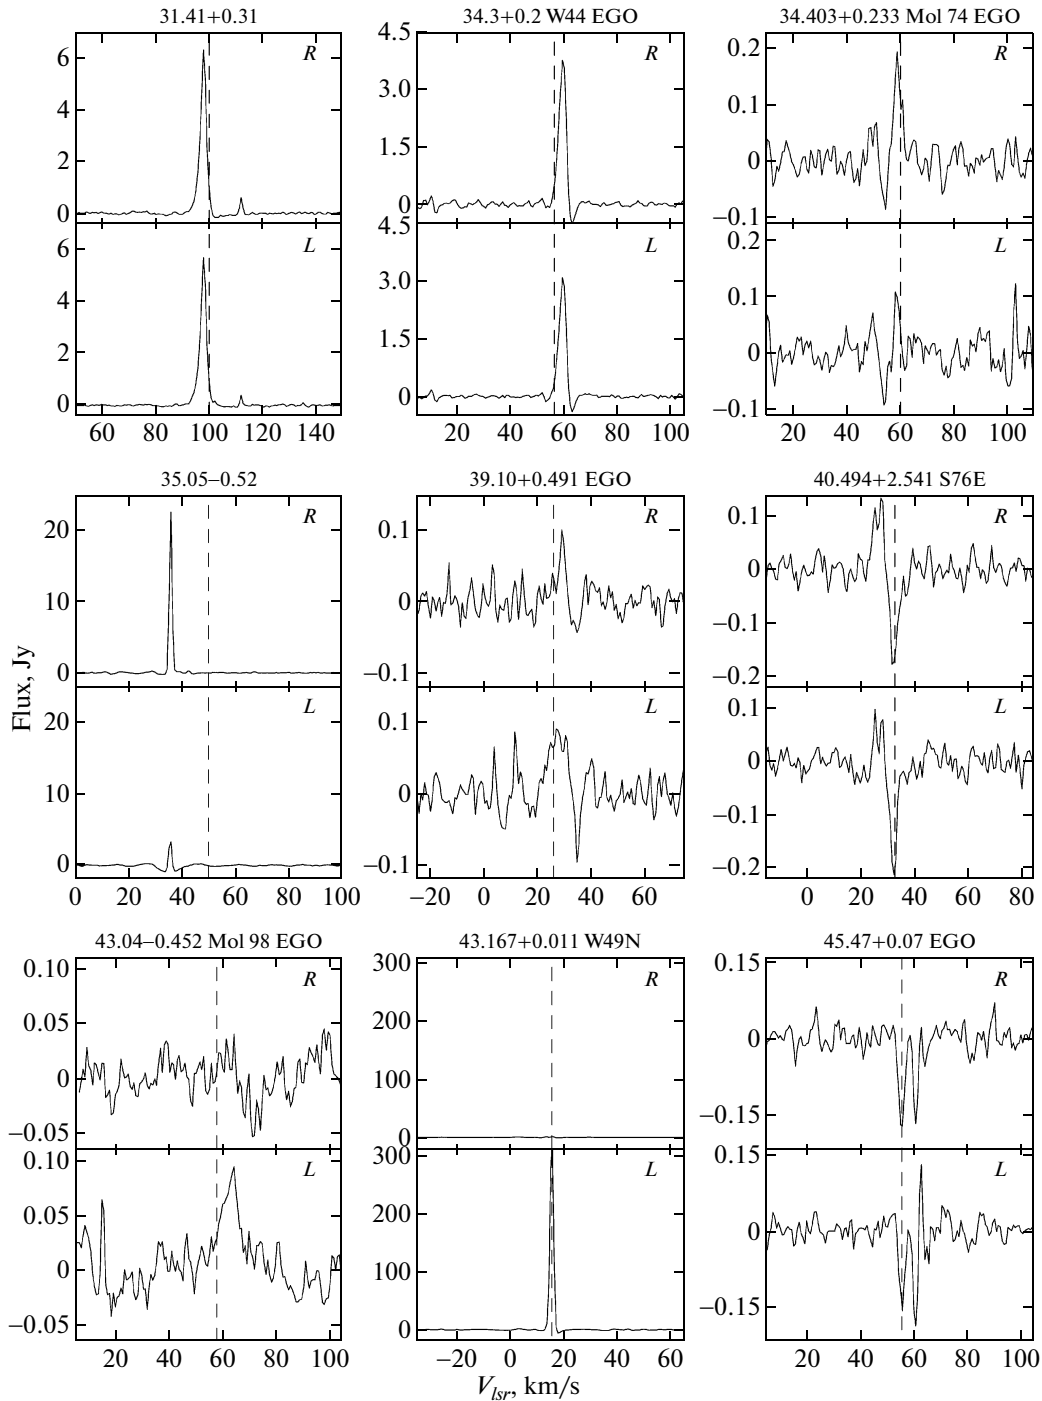 31.41+0.31
34.3+0.2 W44 EGO
34.403+0.233 Mol 74 EGO
R
6
4
2
0
L
6
4
2
0
60 80 100 120 140
4.5
R
3.0
1.5
0
4.5
L
3.0
1.5
0
20 40 60 80 100
0.2
R
0.1
0
−0.1
0.2
L
0.1
0
−0.1
20 40 60 80 100
35.05−0.52
39.10+0.491 EGO
40.494+2.541 S76E
Flux, Jy
R
20
10
0
L
20
10
0
0 20 40 60 80 100
R
0.1
0
−0.1
L
0.1
0
−0.1
−20 0 20 40 60
R
0.1
0
−0.1
−0.2
L
0.1
0
−0.1
−0.2
0 20 40 60 80
43.04−0.452 Mol 98 EGO
43.167+0.011 W49N
45.47+0.07 EGO
R
0.10
0.05
0
−0.05
L
0.10
0.05
0
−0.05
20 40 60 80 100
R
300
200
100
0
L
300
200
100
0
−20 0 20 40 60
R
0.15
0
−0.15
L
0.15
0
−0.15
20 40 60 80 100
Vlsr, km/s